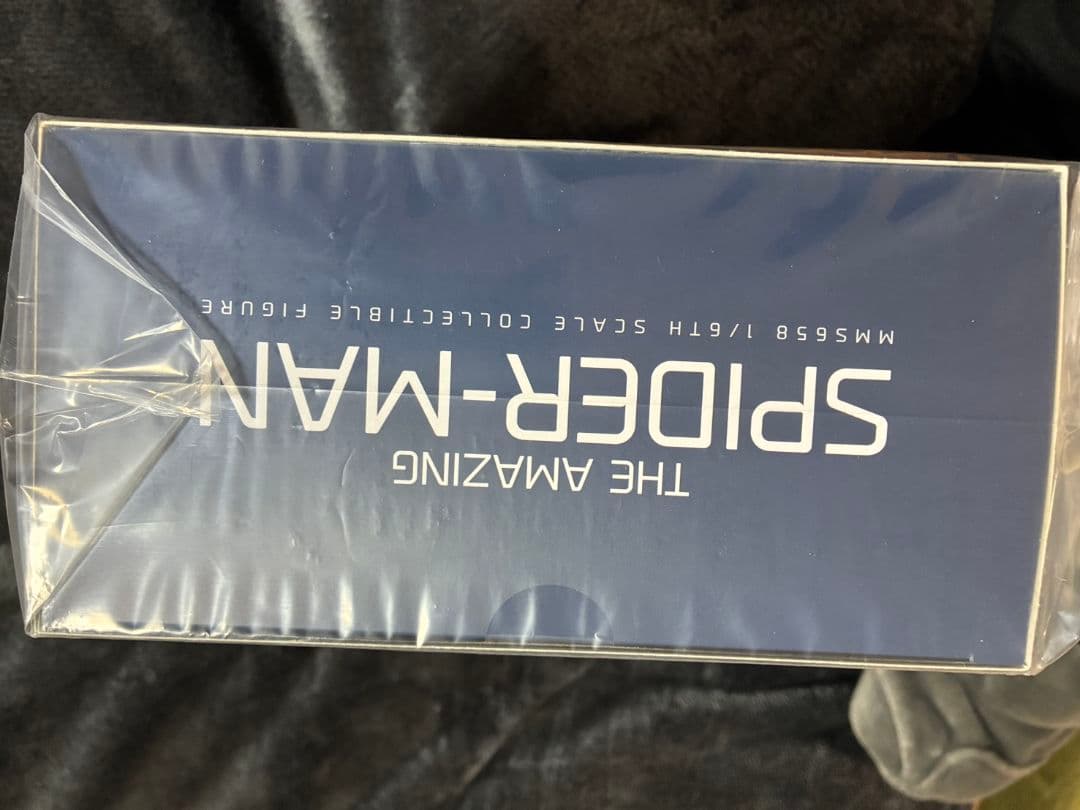 THE AMAZING
SPIDER-MAN
MMS658 1/6TH SCALE COLLECTIBLE FIGURE